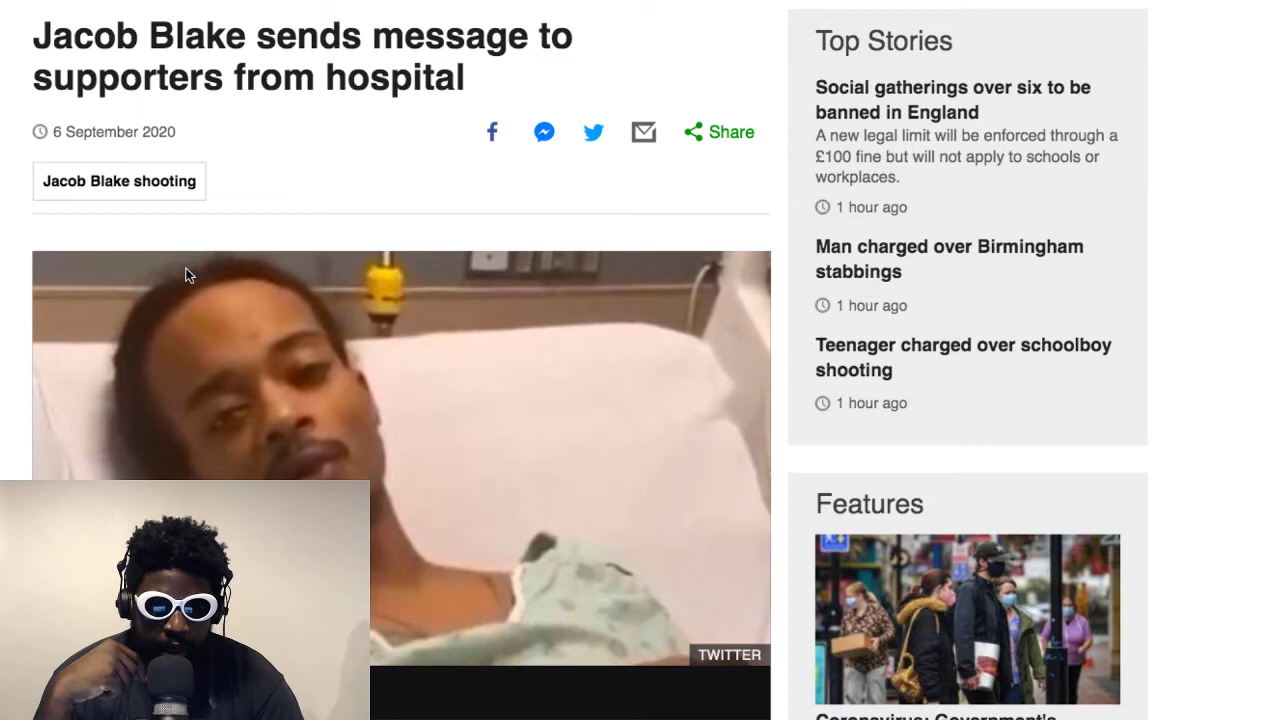 Jacob Blake sends message to
supporters from hospital
6 September 2020
Share
Jacob Blake shooting
TWITTER
Top Stories
Social gatherings over six to be
banned in England
A new legal limit will be enforced through a
£100 fine but will not apply to schools or
workplaces.
1 hour ago
Man charged over Birmingham
stabbings
1 hour ago
Teenager charged over schoolboy
shooting
1 hour ago
Features
Coronavirus: Government's